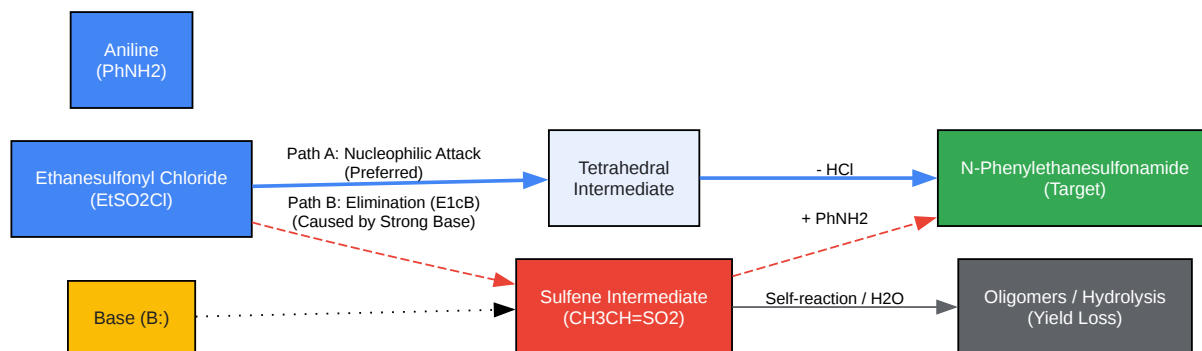 Aniline
(PhNH2)
Ethanesulfonyl Chloride
(EtSO2Cl)
Path A: Nucleophilic Attack
(Preferred)
Tetrahedral
Intermediate
- HCl
N-Phenylethanesulfonamide
(Target)
Path B: Elimination (E1cB)
(Caused by Strong Base)
+ PhNH2
Base (B:)
Sulfene Intermediate
(CH3CH=SO2)
Self-reaction / H2O
Oligomers / Hydrolysis
(Yield Loss)